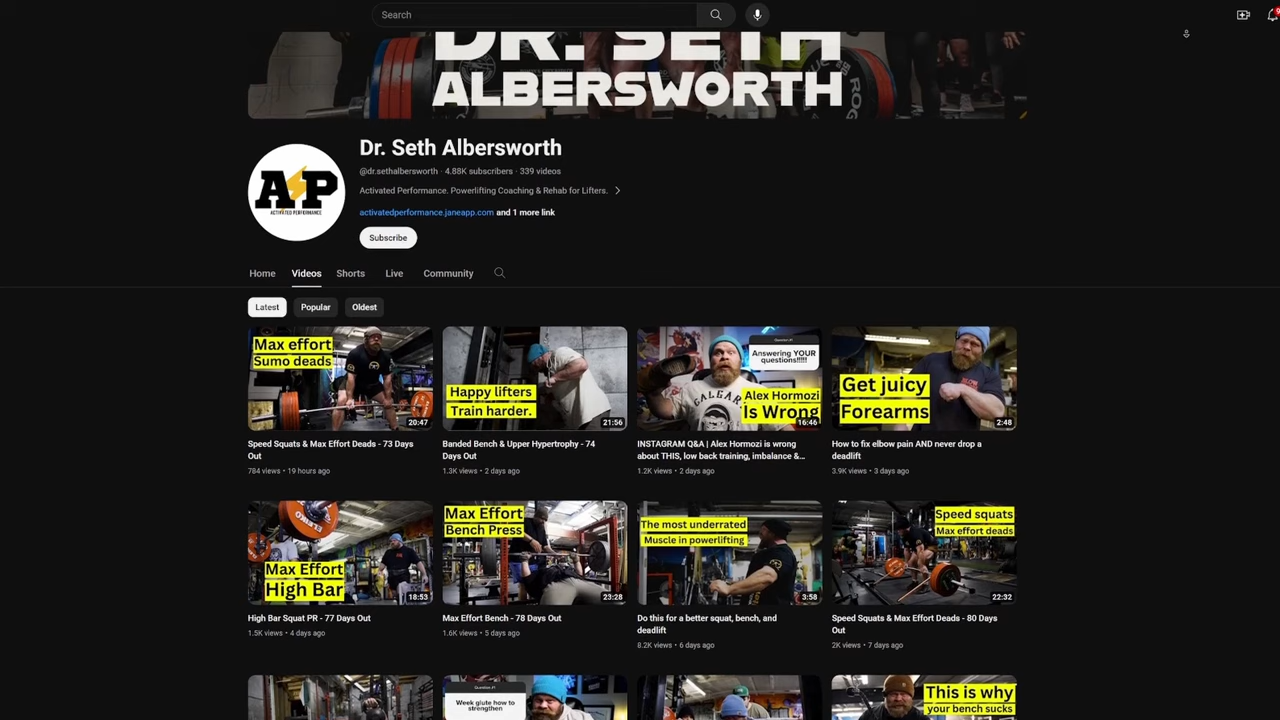 Search
9
DR. SETH
ALBERSWORTH
ROG
Dr. Seth Albersworth
AP
ACTIVATED PERFORMANCE
@dr.sethalbersworth · 4.88K subscribers · 339 videos
Activated Performance. Powerlifting Coaching & Rehab for Lifters.
activatedperformance.janeapp.com and 1 more link
Subscribe
Home Videos Shorts Live Community
Latest Popular Oldest
Max effort
Sumo deads
20:47
Happy lifters
Train harder.
21:56
Question #1
Answering YOUR
questions!!!!!
Alex Hormozi
Is Wrong
16:46
Get juicy
Forearms
2:48
Speed Squats & Max Effort Deads - 73 Days
Out
784 views • 19 hours ago
Banded Bench & Upper Hypertrophy - 74
Days Out
1.3K views • 2 days ago
INSTAGRAM Q&A | Alex Hormozi is wrong
about THIS, low back training, imbalance &...
1.2K views • 2 days ago
How to fix elbow pain AND never drop a
deadlift
3.9K views • 3 days ago
ELEIKO
Max Effort
High Bar
18:53
Max Effort
Bench Press
23:28
The most underrated
Muscle in powerlifting
3:58
Speed squats
Max effort deads
22:32
High Bar Squat PR - 77 Days Out
1.5K views • 4 days ago
Max Effort Bench - 78 Days Out
1.6K views • 5 days ago
Do this for a better squat, bench, and
deadlift
8.2K views • 6 days ago
Speed Squats & Max Effort Deads - 80 Days
Out
2K views • 7 days ago
Question #1
Week glute how to
strengthen
This is why
your bench sucks